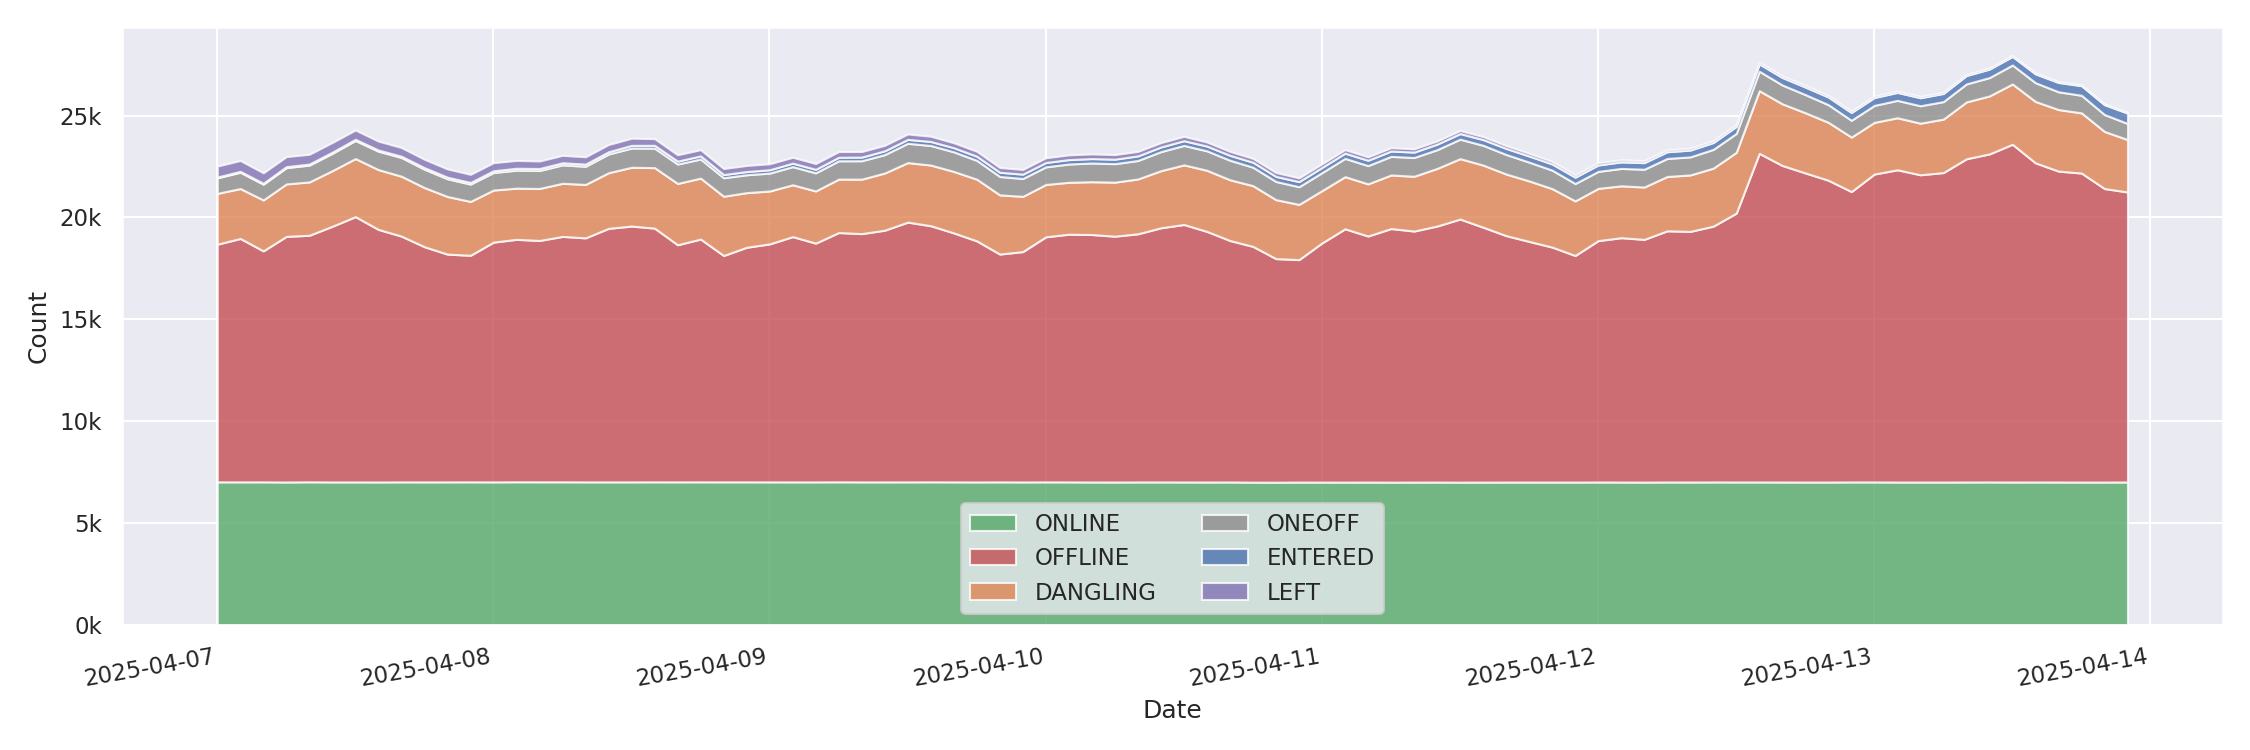 25k
20k
15k
10k
5k
0k
Count
ONLINE
OFFLINE
DANGLING
ONEOFF
ENTERED
LEFT
2025-04-07
2025-04-08
2025-04-09
2025-04-10
2025-04-11
2025-04-12
2025-04-13
2025-04-14
Date